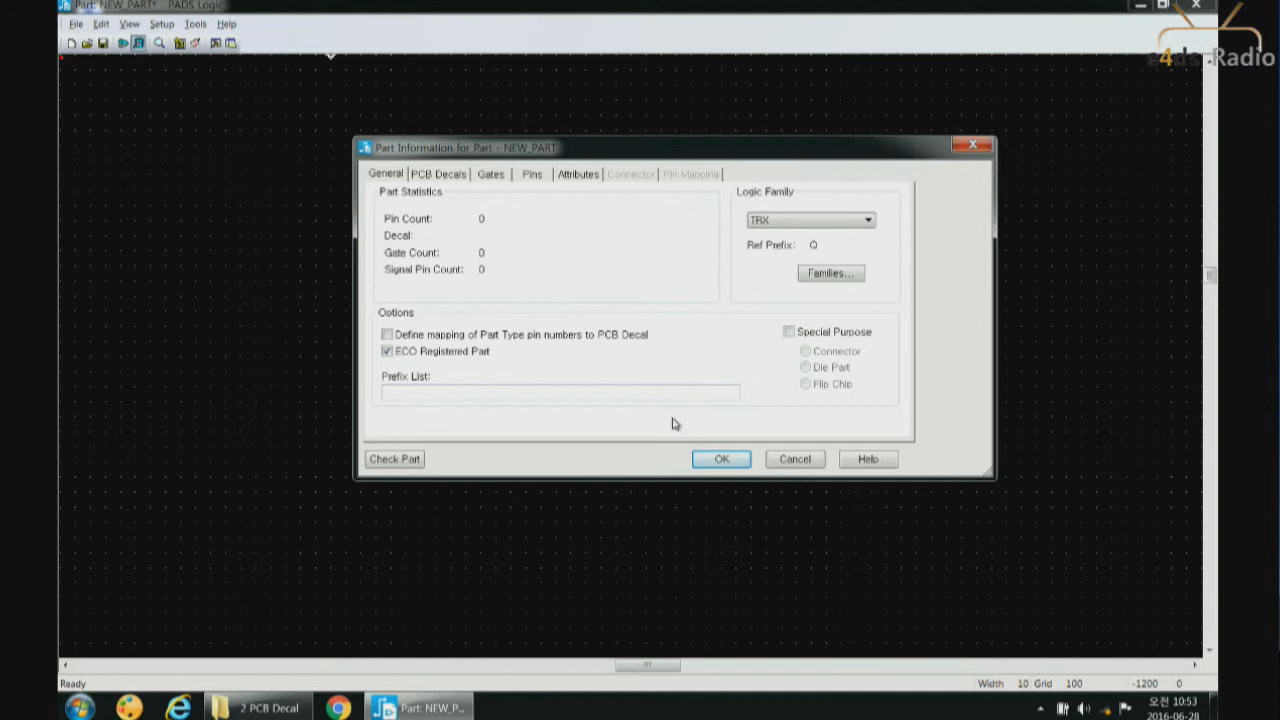 Part: NEW_PART* - PADS Logic
File Edit View Setup Tools Help
e4ds Radio
Part Information for Part - NEW_PART
General PCB Decals Gates Pins Attributes Connector Pin Mapping
Part Statistics
Pin Count: 0
Decal:
Gate Count: 0
Signal Pin Count: 0
Logic Family
TRX
Ref Prefix: Q
Families...
Options
Define mapping of Part Type pin numbers to PCB Decal
ECO Registered Part
Prefix List:
Special Purpose
Connector
Die Part
Flip Chip
Check Part OK Cancel Help
Ready
Width 10 Grid 100 -1200 0
2 PCB Decal
Part: NEW_P...
오전 10:53
2016-06-28